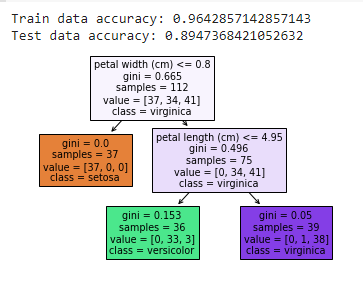 Train data accuracy: 0.9642857142857143
Test data accuracy: 0.8947368421052632
petal width (cm) <= 0.8
gini = 0.665
samples = 112
value = [37, 34, 41]
class = virginica
gini = 0.0
samples = 37
value = [37, 0, 0]
class = setosa
petal length (cm) <= 4.95
gini = 0.496
samples = 75
value = [0, 34, 41]
class = virginica
gini = 0.153
samples = 36
value = [0, 33, 3]
class = versicolor
gini = 0.05
samples = 39
value = [0, 1, 38]
class = virginica